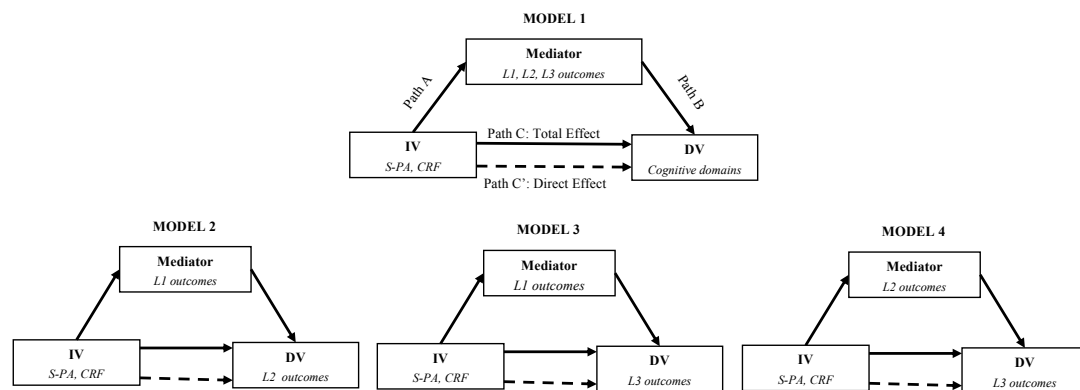 MODEL 1
Mediator
L1, L2, L3 outcomes
Path A
Path B
Path C: Total Effect
IV
S-PA, CRF
DV
Cognitive domains
Path C’: Direct Effect
MODEL 2
Mediator
L1 outcomes
IV
S-PA, CRF
DV
L2 outcomes
MODEL 3
Mediator
L1 outcomes
IV
S-PA, CRF
DV
L3 outcomes
MODEL 4
Mediator
L2 outcomes
IV
S-PA, CRF
DV
L3 outcomes